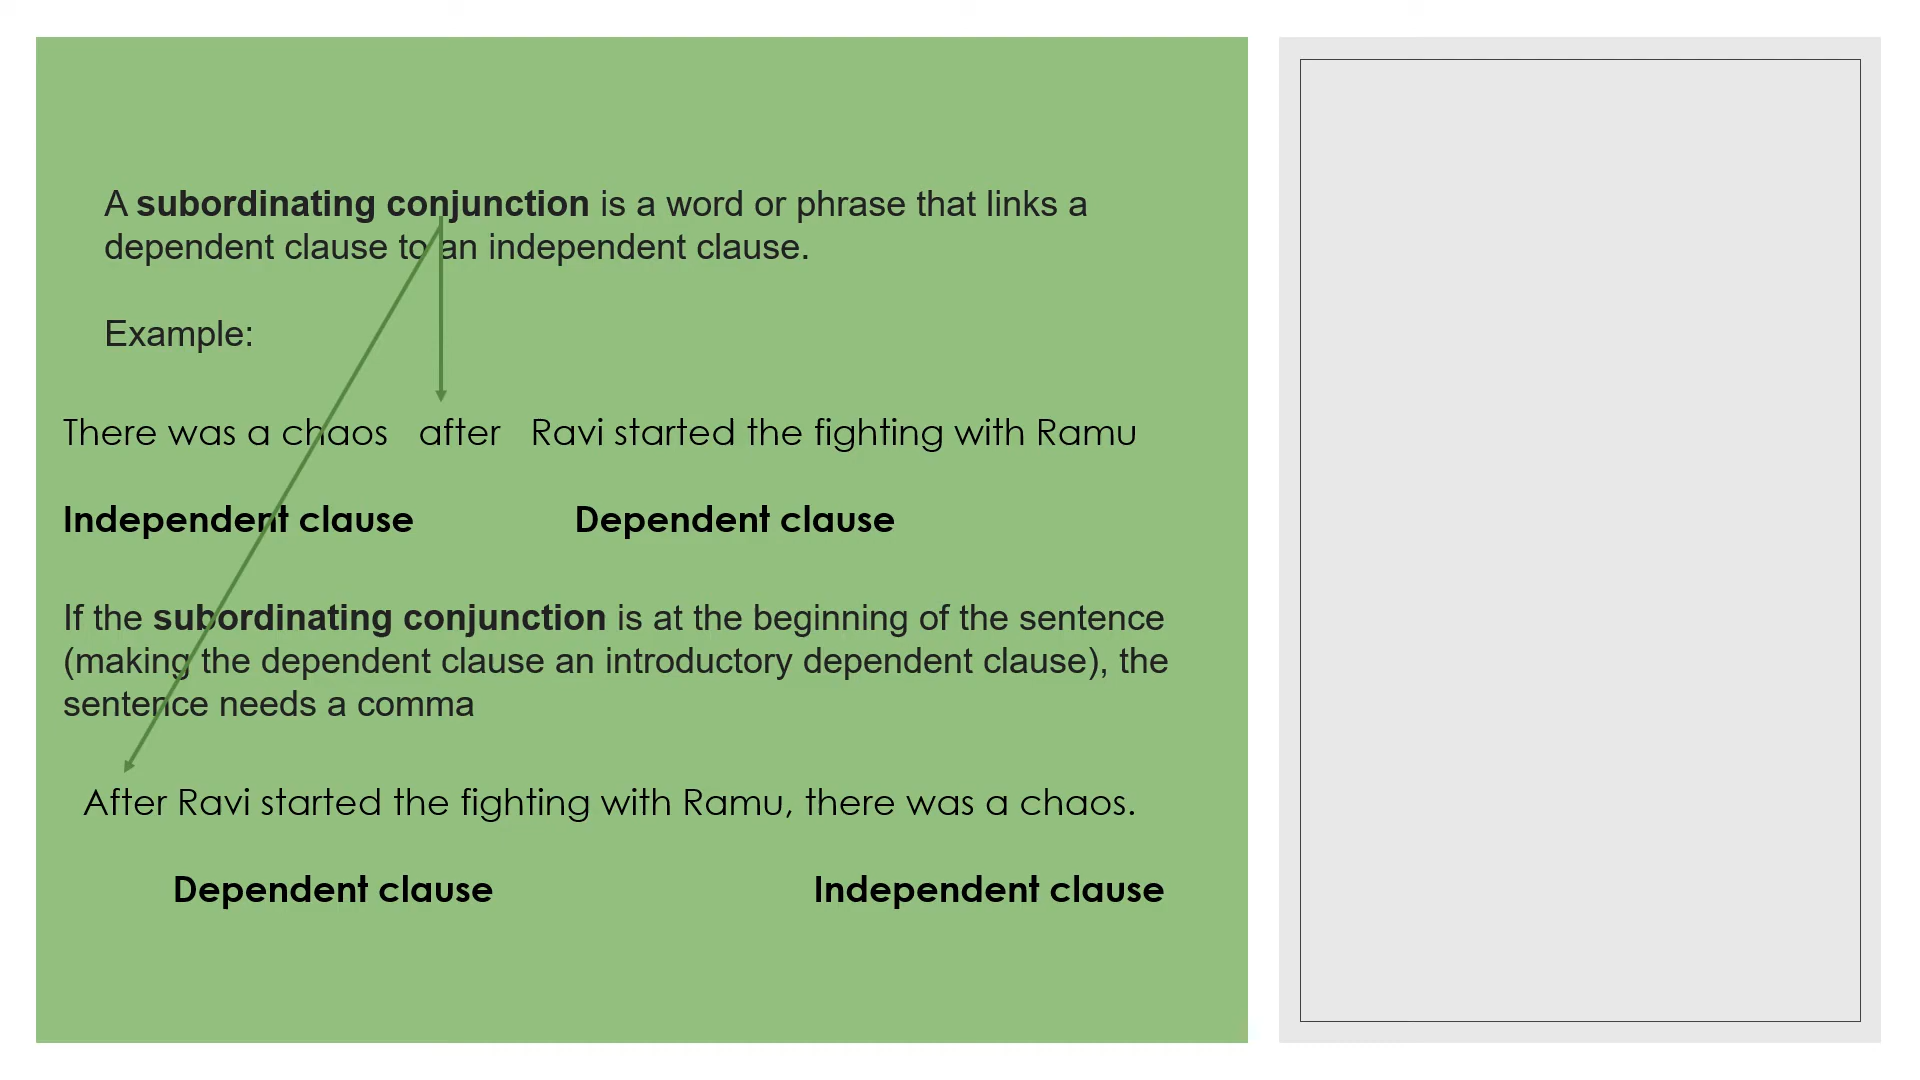 A subordinating conjunction is a word or phrase that links a
dependent clause to an independent clause.
Example:
There was a chaos after Ravi started the fighting with Ramu
Independent clause Dependent clause
If the subordinating conjunction is at the beginning of the sentence
(making the dependent clause an introductory dependent clause), the
sentence needs a comma
After Ravi started the fighting with Ramu, there was a chaos.
Dependent clause Independent clause